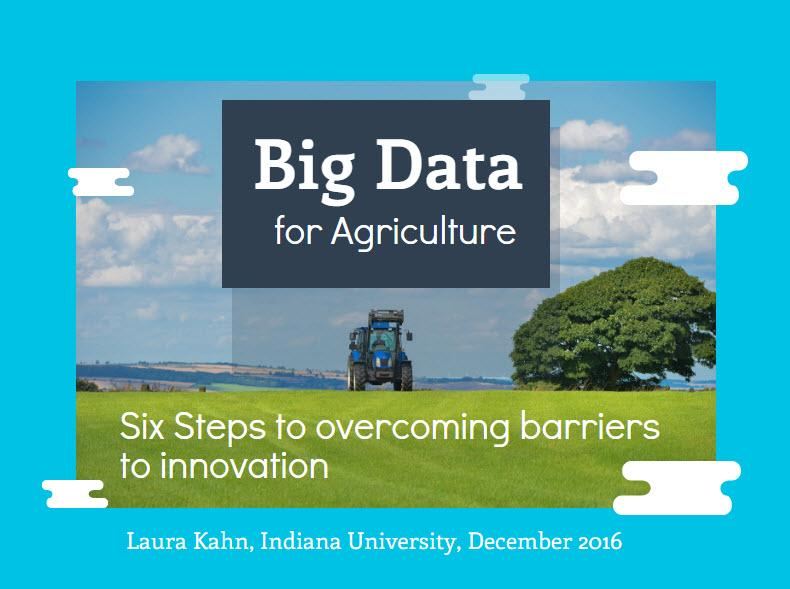 Big Data
for Agriculture
Six Steps to overcoming barriers
to innovation
Laura Kahn, Indiana University, December 2016